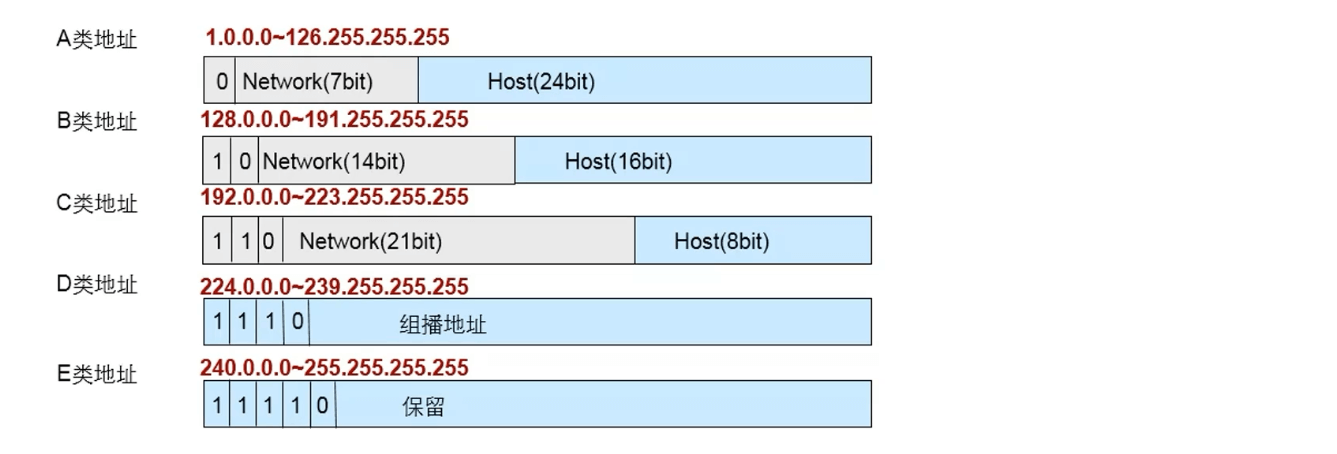 A类地址 1.0.0.0~126.255.255.255
0 Network(7bit) Host(24bit)
B类地址 128.0.0.0~191.255.255.255
1 0 Network(14bit) Host(16bit)
C类地址 192.0.0.0~223.255.255.255
1 1 0 Network(21bit) Host(8bit)
D类地址 224.0.0.0~239.255.255.255
1 1 1 0 组播地址
E类地址 240.0.0.0~255.255.255.255
1 1 1 1 0 保留